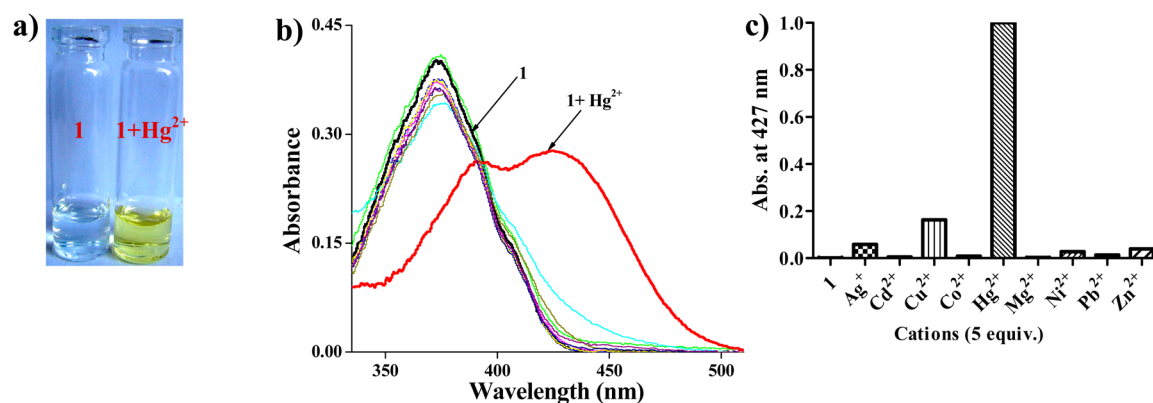 a)
1
1+Hg²⁺
b)
1
1+ Hg²⁺
Absorbance
0.45
0.30
0.15
0.00
350
400
450
500
Wavelength (nm)
c)
Abs. at 427 nm
1.0
0.8
0.6
0.4
0.2
0.0
1
Ag⁺
Cd²⁺
Cu²⁺
Co²⁺
Hg²⁺
Mg²⁺
Ni²⁺
Pb²⁺
Zn²⁺
Cations (5 equiv.)